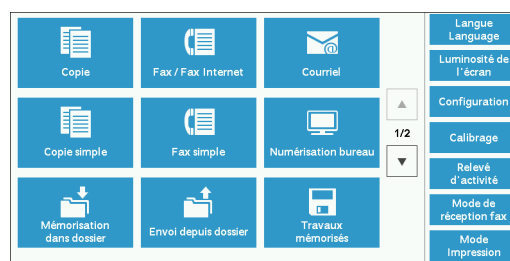 Copie
Fax / Fax Internet
Courriel
Copie simple
Fax simple
Numérisation bureau
Mémorisation
dans dossier
Envoi depuis dossier
Travaux
mémorisés
1/2
Langue
Language
Luminosité de
l'écran
Configuration
Calibrage
Relevé
d'activité
Mode de
réception fax
Mode
Impression